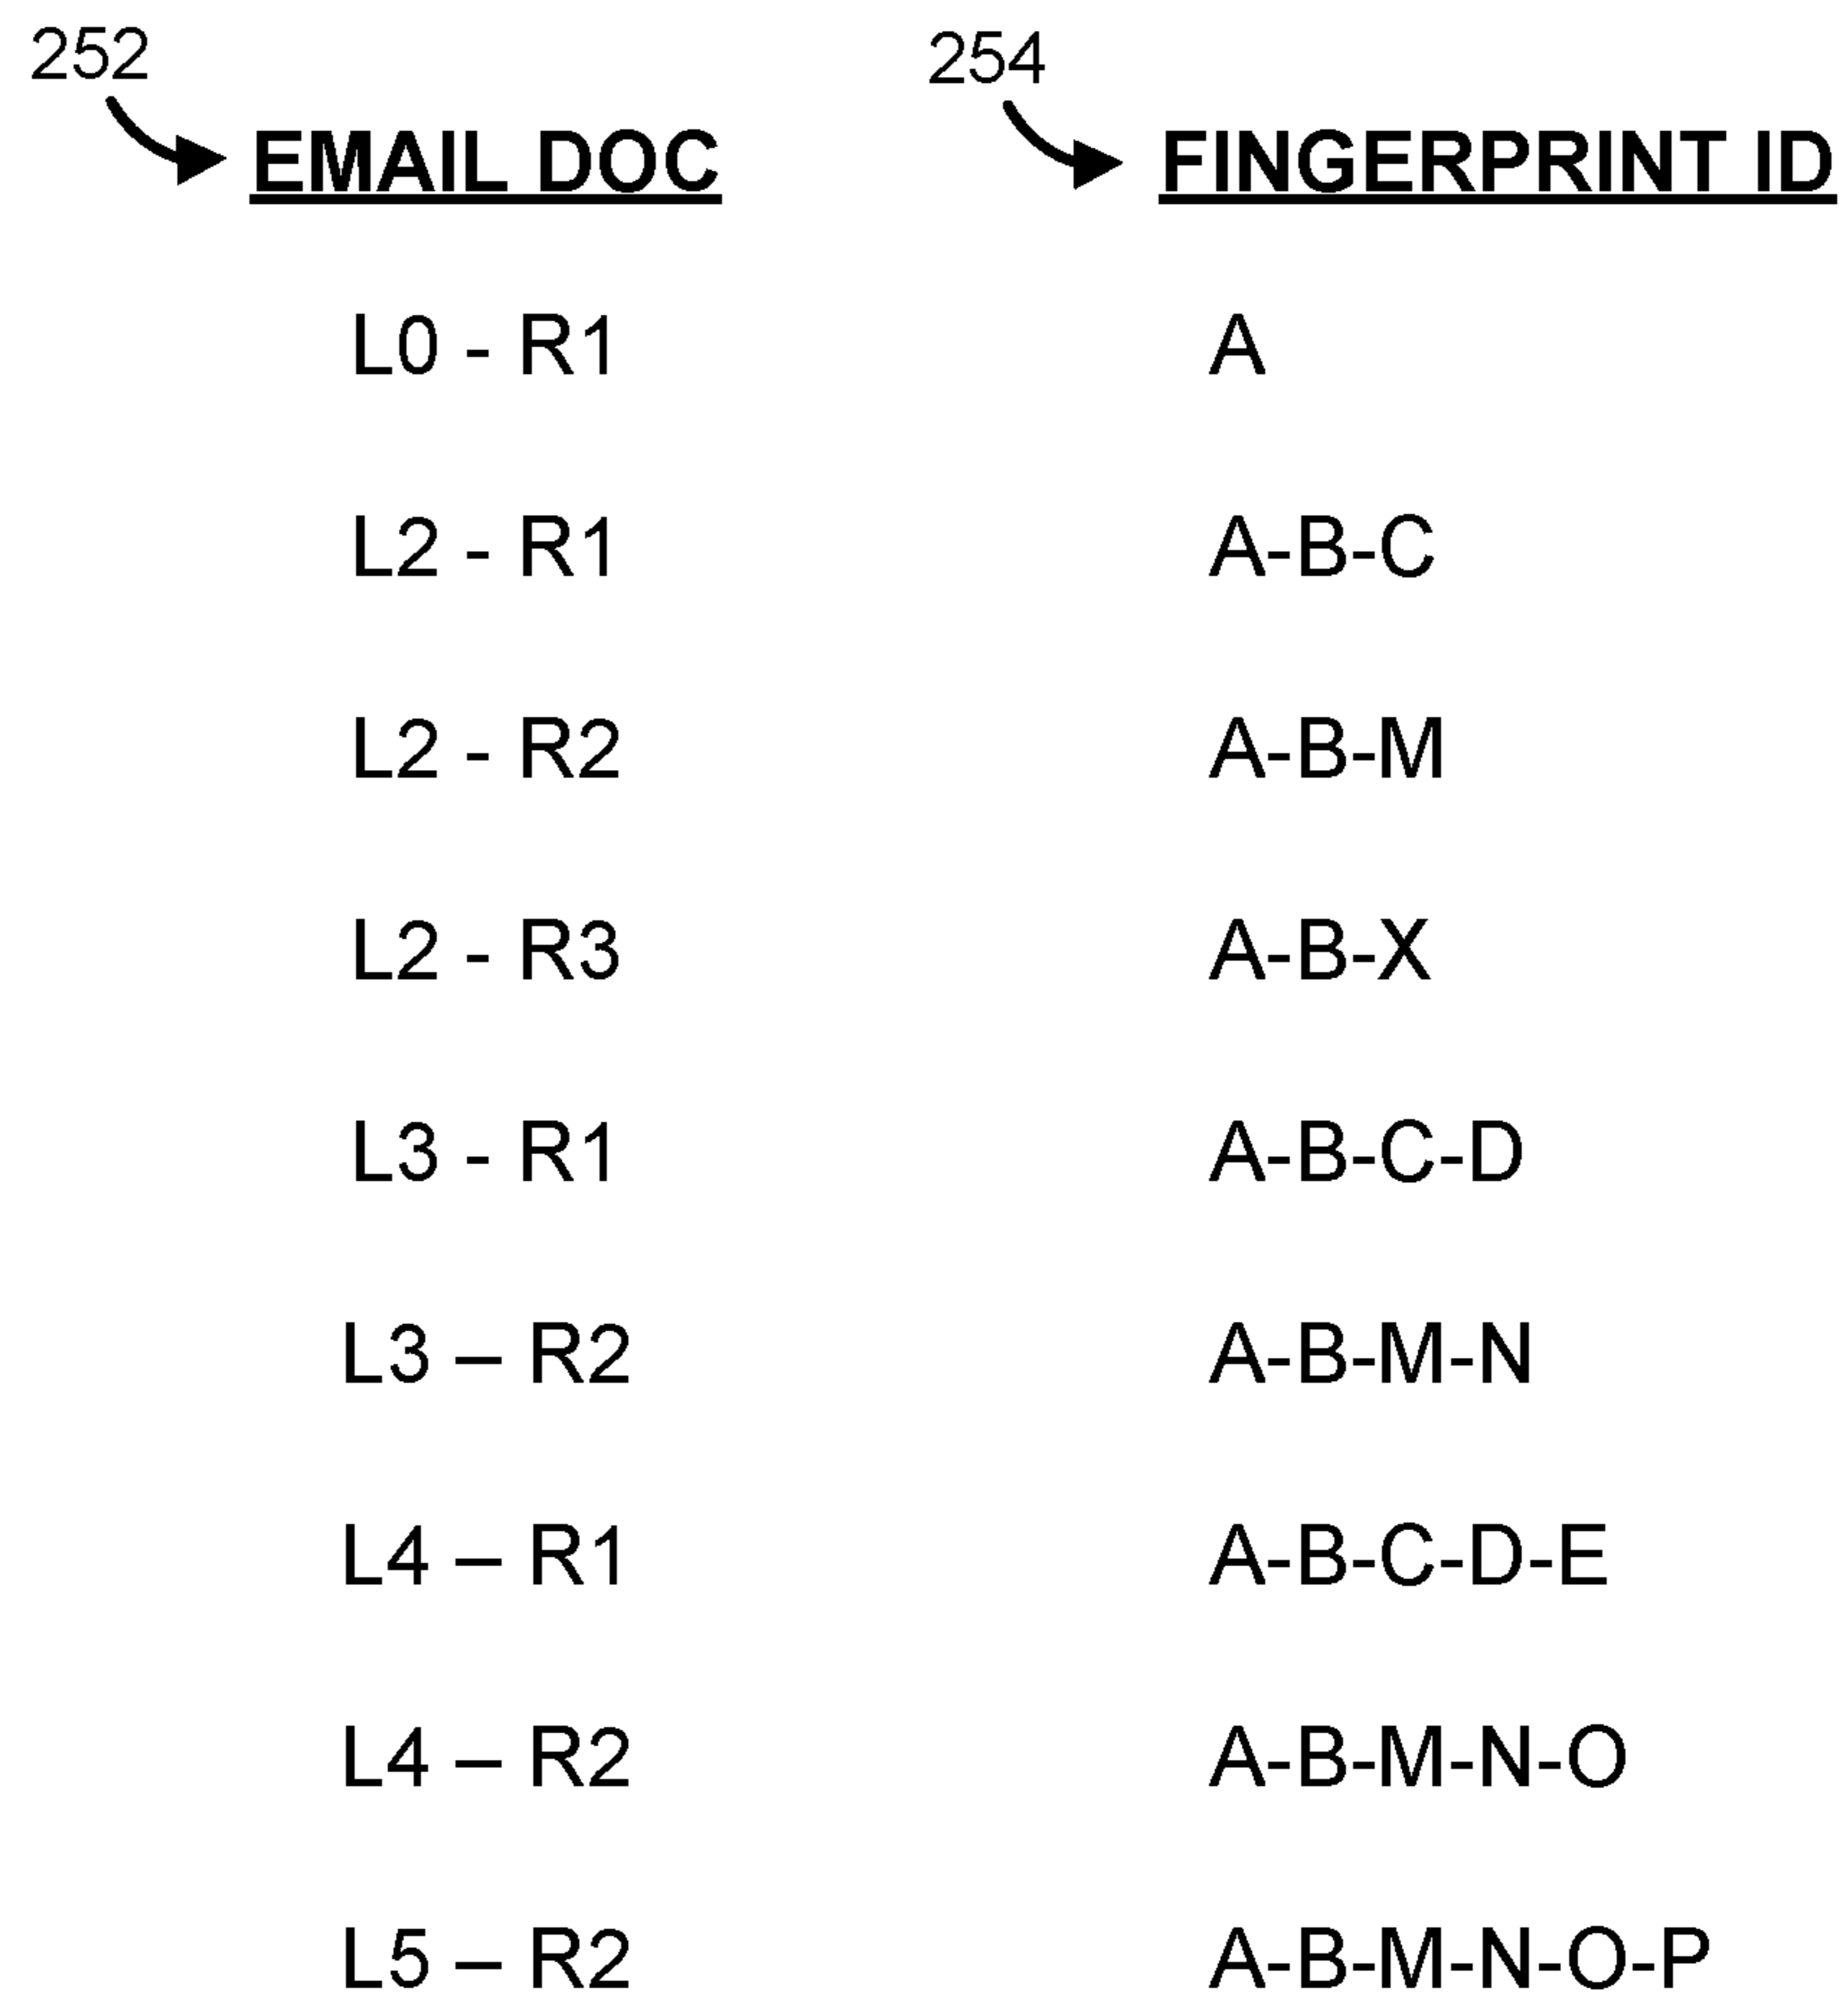 252 254
EMAIL DOC FINGERPRINT ID
L0 - R1 A
L2 - R1 A-B-C
L2 - R2 A-B-M
L2 - R3 A-B-X
L3 - R1 A-B-C-D
L3 – R2 A-B-M-N
L4 – R1 A-B-C-D-E
L4 – R2 A-B-M-N-O
L5 – R2 A-B-M-N-O-P